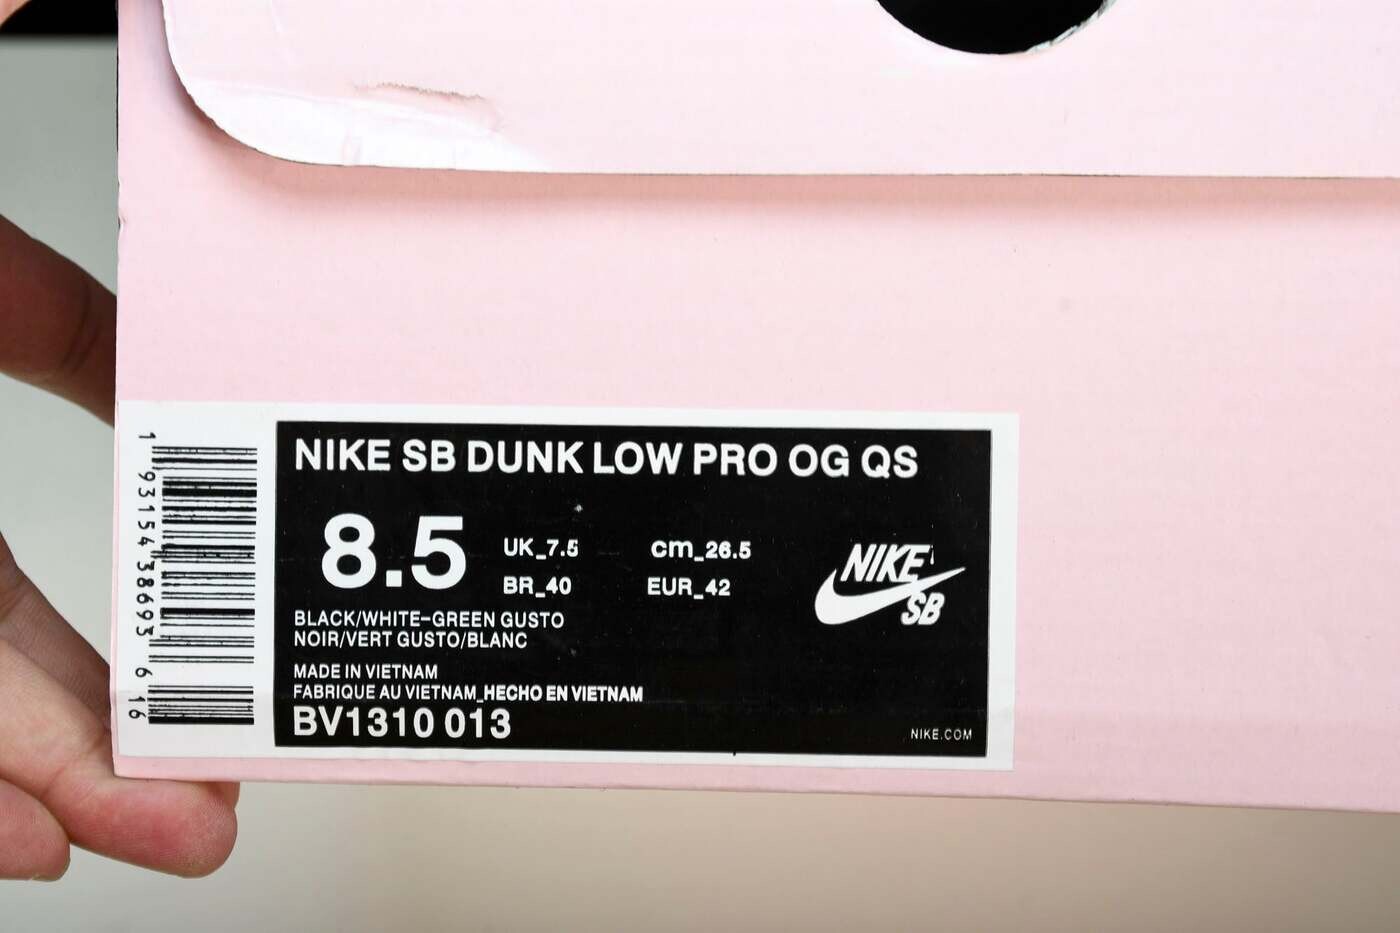 NIKE SB DUNK LOW PRO OG QS
8.5
UK_7.5 cm_26.5
BR_40 EUR_42
BLACK/WHITE-GREEN GUSTO
NOIR/VERT GUSTO/BLANC
MADE IN VIETNAM
FABRIQUE AU VIETNAM_HECHO EN VIETNAM
BV1310 013
NIKE
SB
NIKE.COM
1 93154 38693 6 16